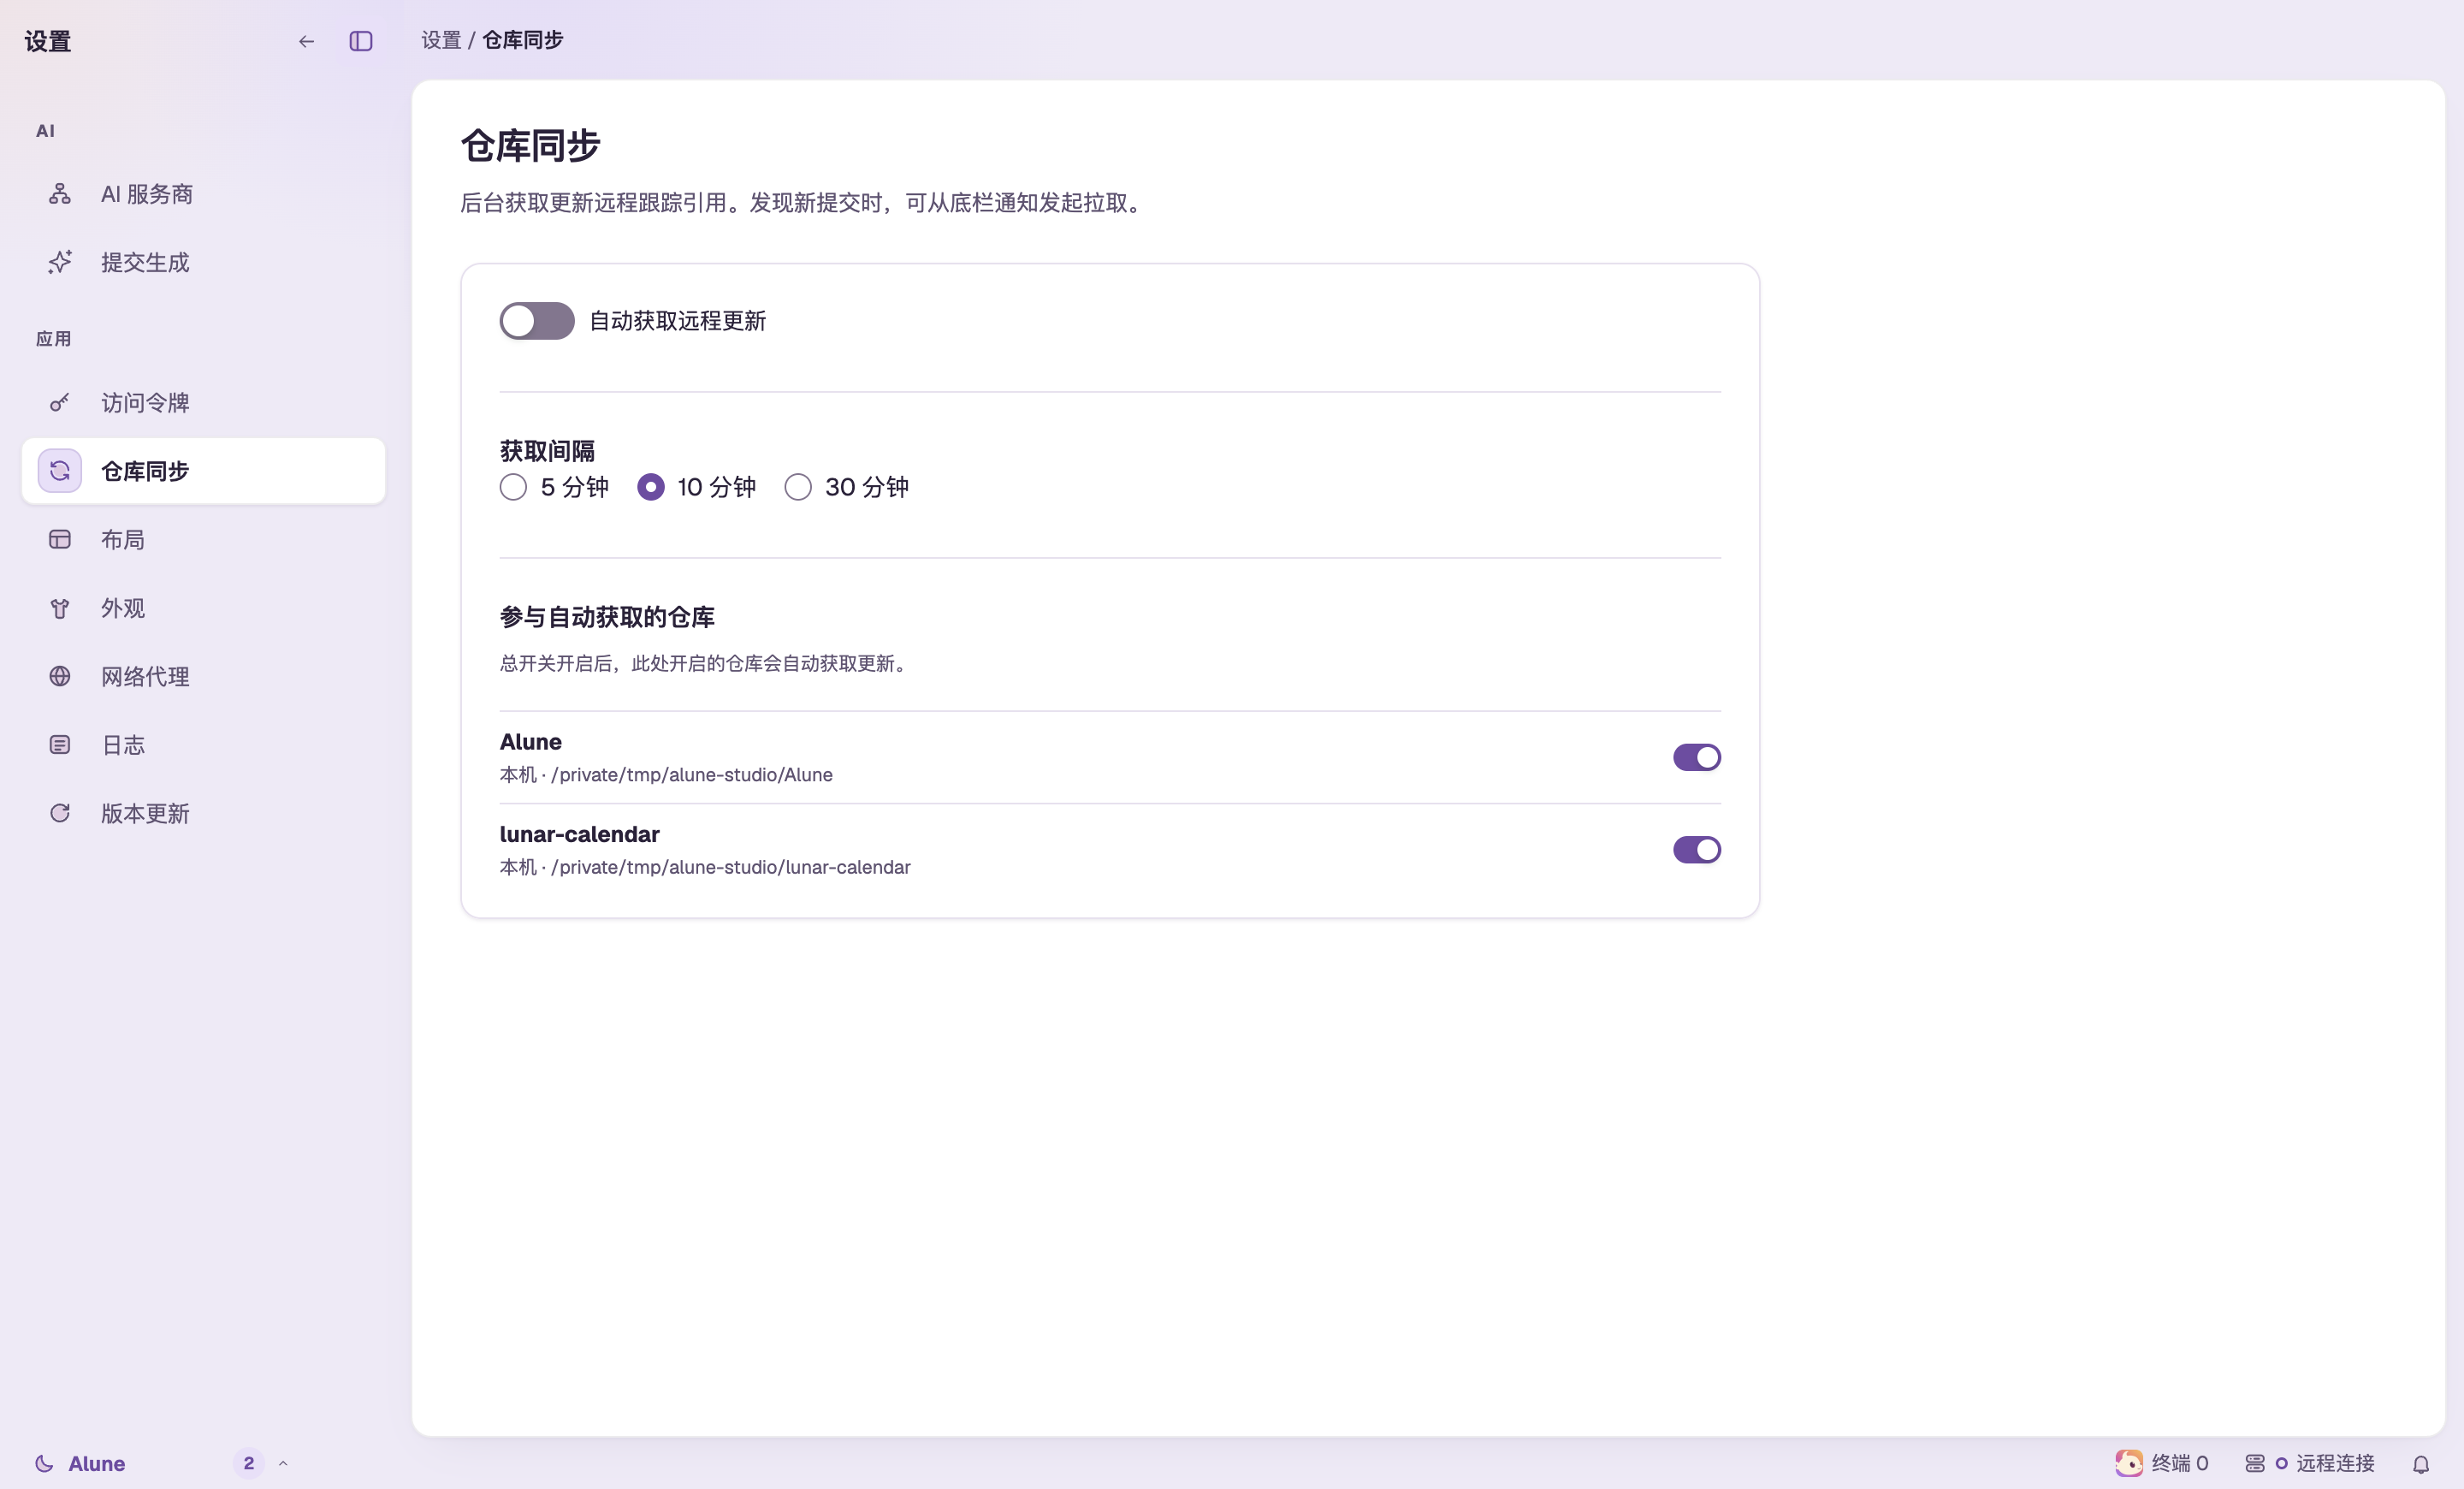 设置
设置 / 仓库同步
AI
AI 服务商
提交生成
应用
访问令牌
仓库同步
布局
外观
网络代理
日志
版本更新
仓库同步
后台获取更新远程跟踪引用。发现新提交时，可从底栏通知发起拉取。
自动获取远程更新
获取间隔
5 分钟 10 分钟 30 分钟
参与自动获取的仓库
总开关开启后，此处开启的仓库会自动获取更新。
Alune
本机 · /private/tmp/alune-studio/Alune
lunar-calendar
本机 · /private/tmp/alune-studio/lunar-calendar
Alune 2
终端 0 远程连接